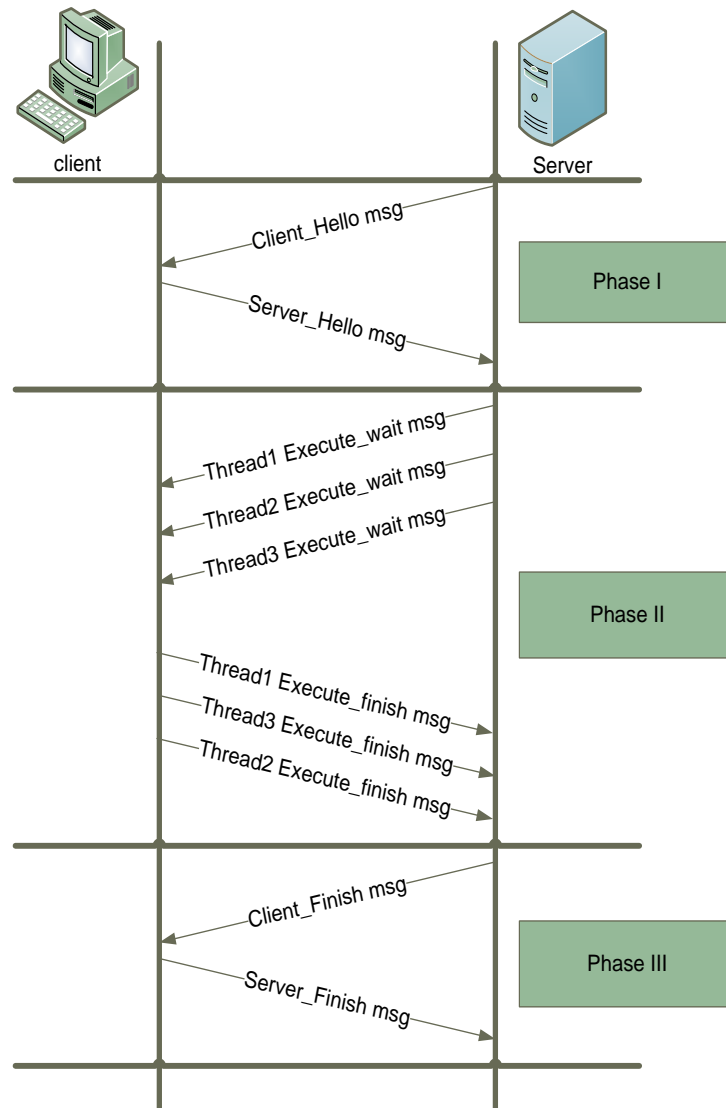 client
Server
Client_Hello msg
Server_Hello msg
Phase I
Thread1 Execute_wait msg
Thread2 Execute_wait msg
Thread3 Execute_wait msg
Phase II
Thread1 Execute_finish msg
Thread3 Execute_finish msg
Thread2 Execute_finish msg
Client_Finish msg
Server_Finish msg
Phase III